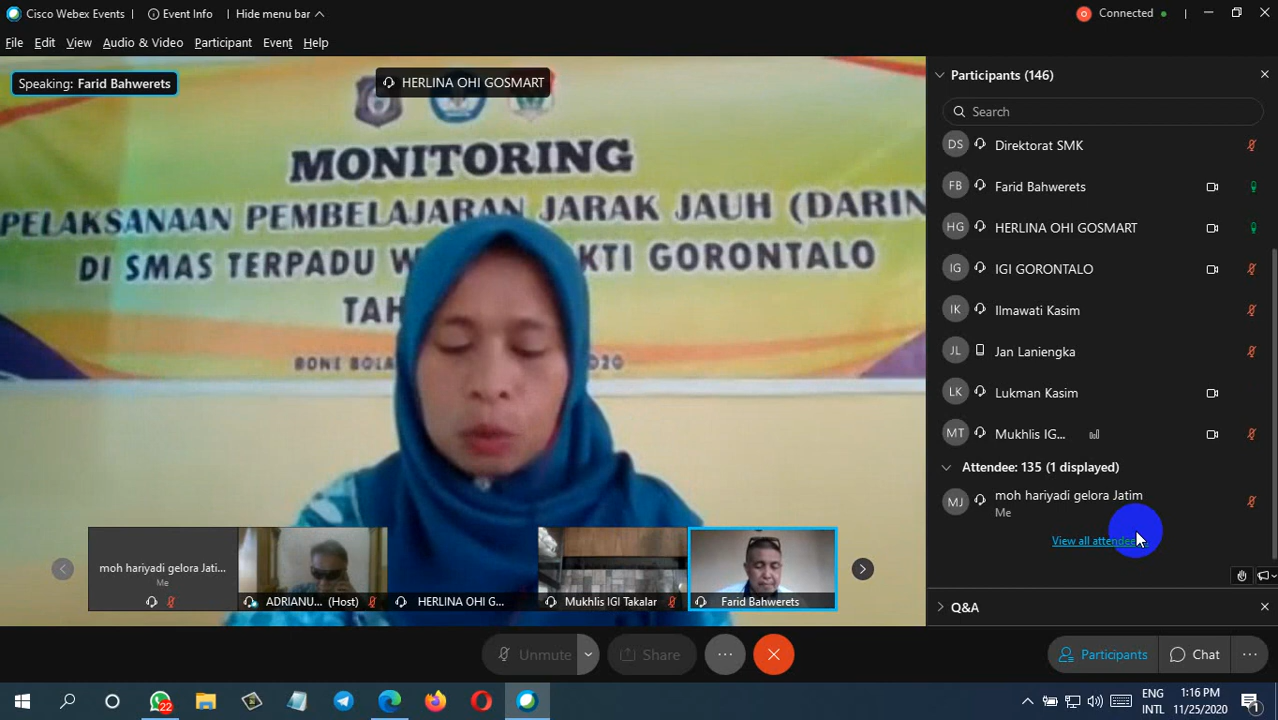 Cisco Webex Events
Event Info
Hide menu bar
Connected
File Edit View Audio & Video Participant Event Help
Speaking: Farid Bahwerets
HERLINA OHI GOSMART
MONITORING
PELAKSANAAN PEMBELAJARAN JARAK JAUH (DARIN
DI SMAS TERPADU W KTI GORONTALO
TAH
BONE BOLA 2020
moh hariyadi gelora Jati...
Me
ADRIANU... (Host)
HERLINA OHI G...
Mukhlis IGI Takalar
Farid Bahwerets
Unmute
Share
Participants (146)
Search
DS Direktorat SMK
FB Farid Bahwerets
HG HERLINA OHI GOSMART
IG IGI GORONTALO
IK Ilmawati Kasim
JL Jan Laniengka
LK Lukman Kasim
MT Mukhlis IG...
Attendee: 135 (1 displayed)
MJ moh hariyadi gelora Jatim
Me
View all attendee
Q&A
Participants
Chat
22
ENG
INTL
1:16 PM
11/25/2020
1